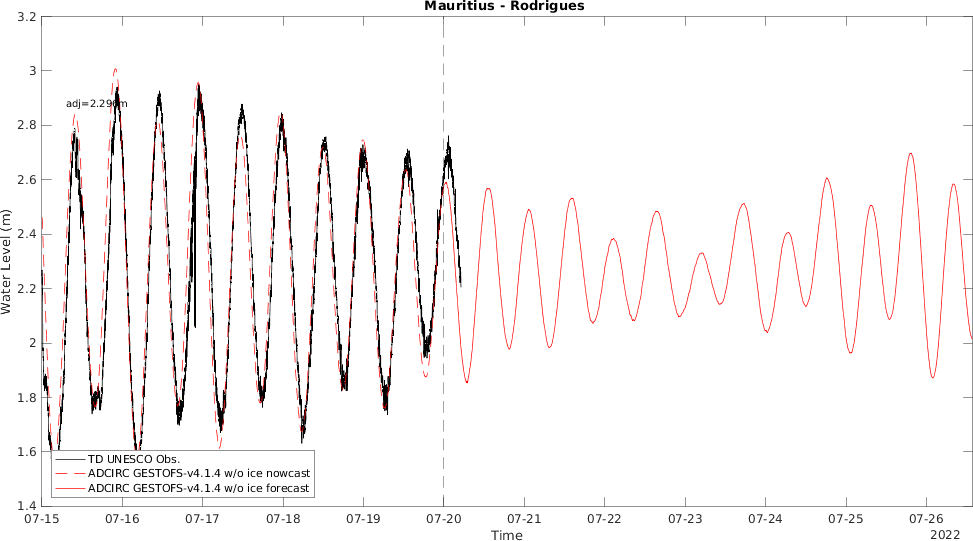 Mauritius - Rodrigues
3.2
3
2.8
2.6
2.4
2.2
2
1.8
1.6
1.4
Water Level (m)
adj=2.296m
TD UNESCO Obs.
ADCIRC GESTOFS-v4.1.4 w/o ice nowcast
ADCIRC GESTOFS-v4.1.4 w/o ice forecast
07-15 07-16 07-17 07-18 07-19 07-20 07-21 07-22 07-23 07-24 07-25 07-26
Time
2022